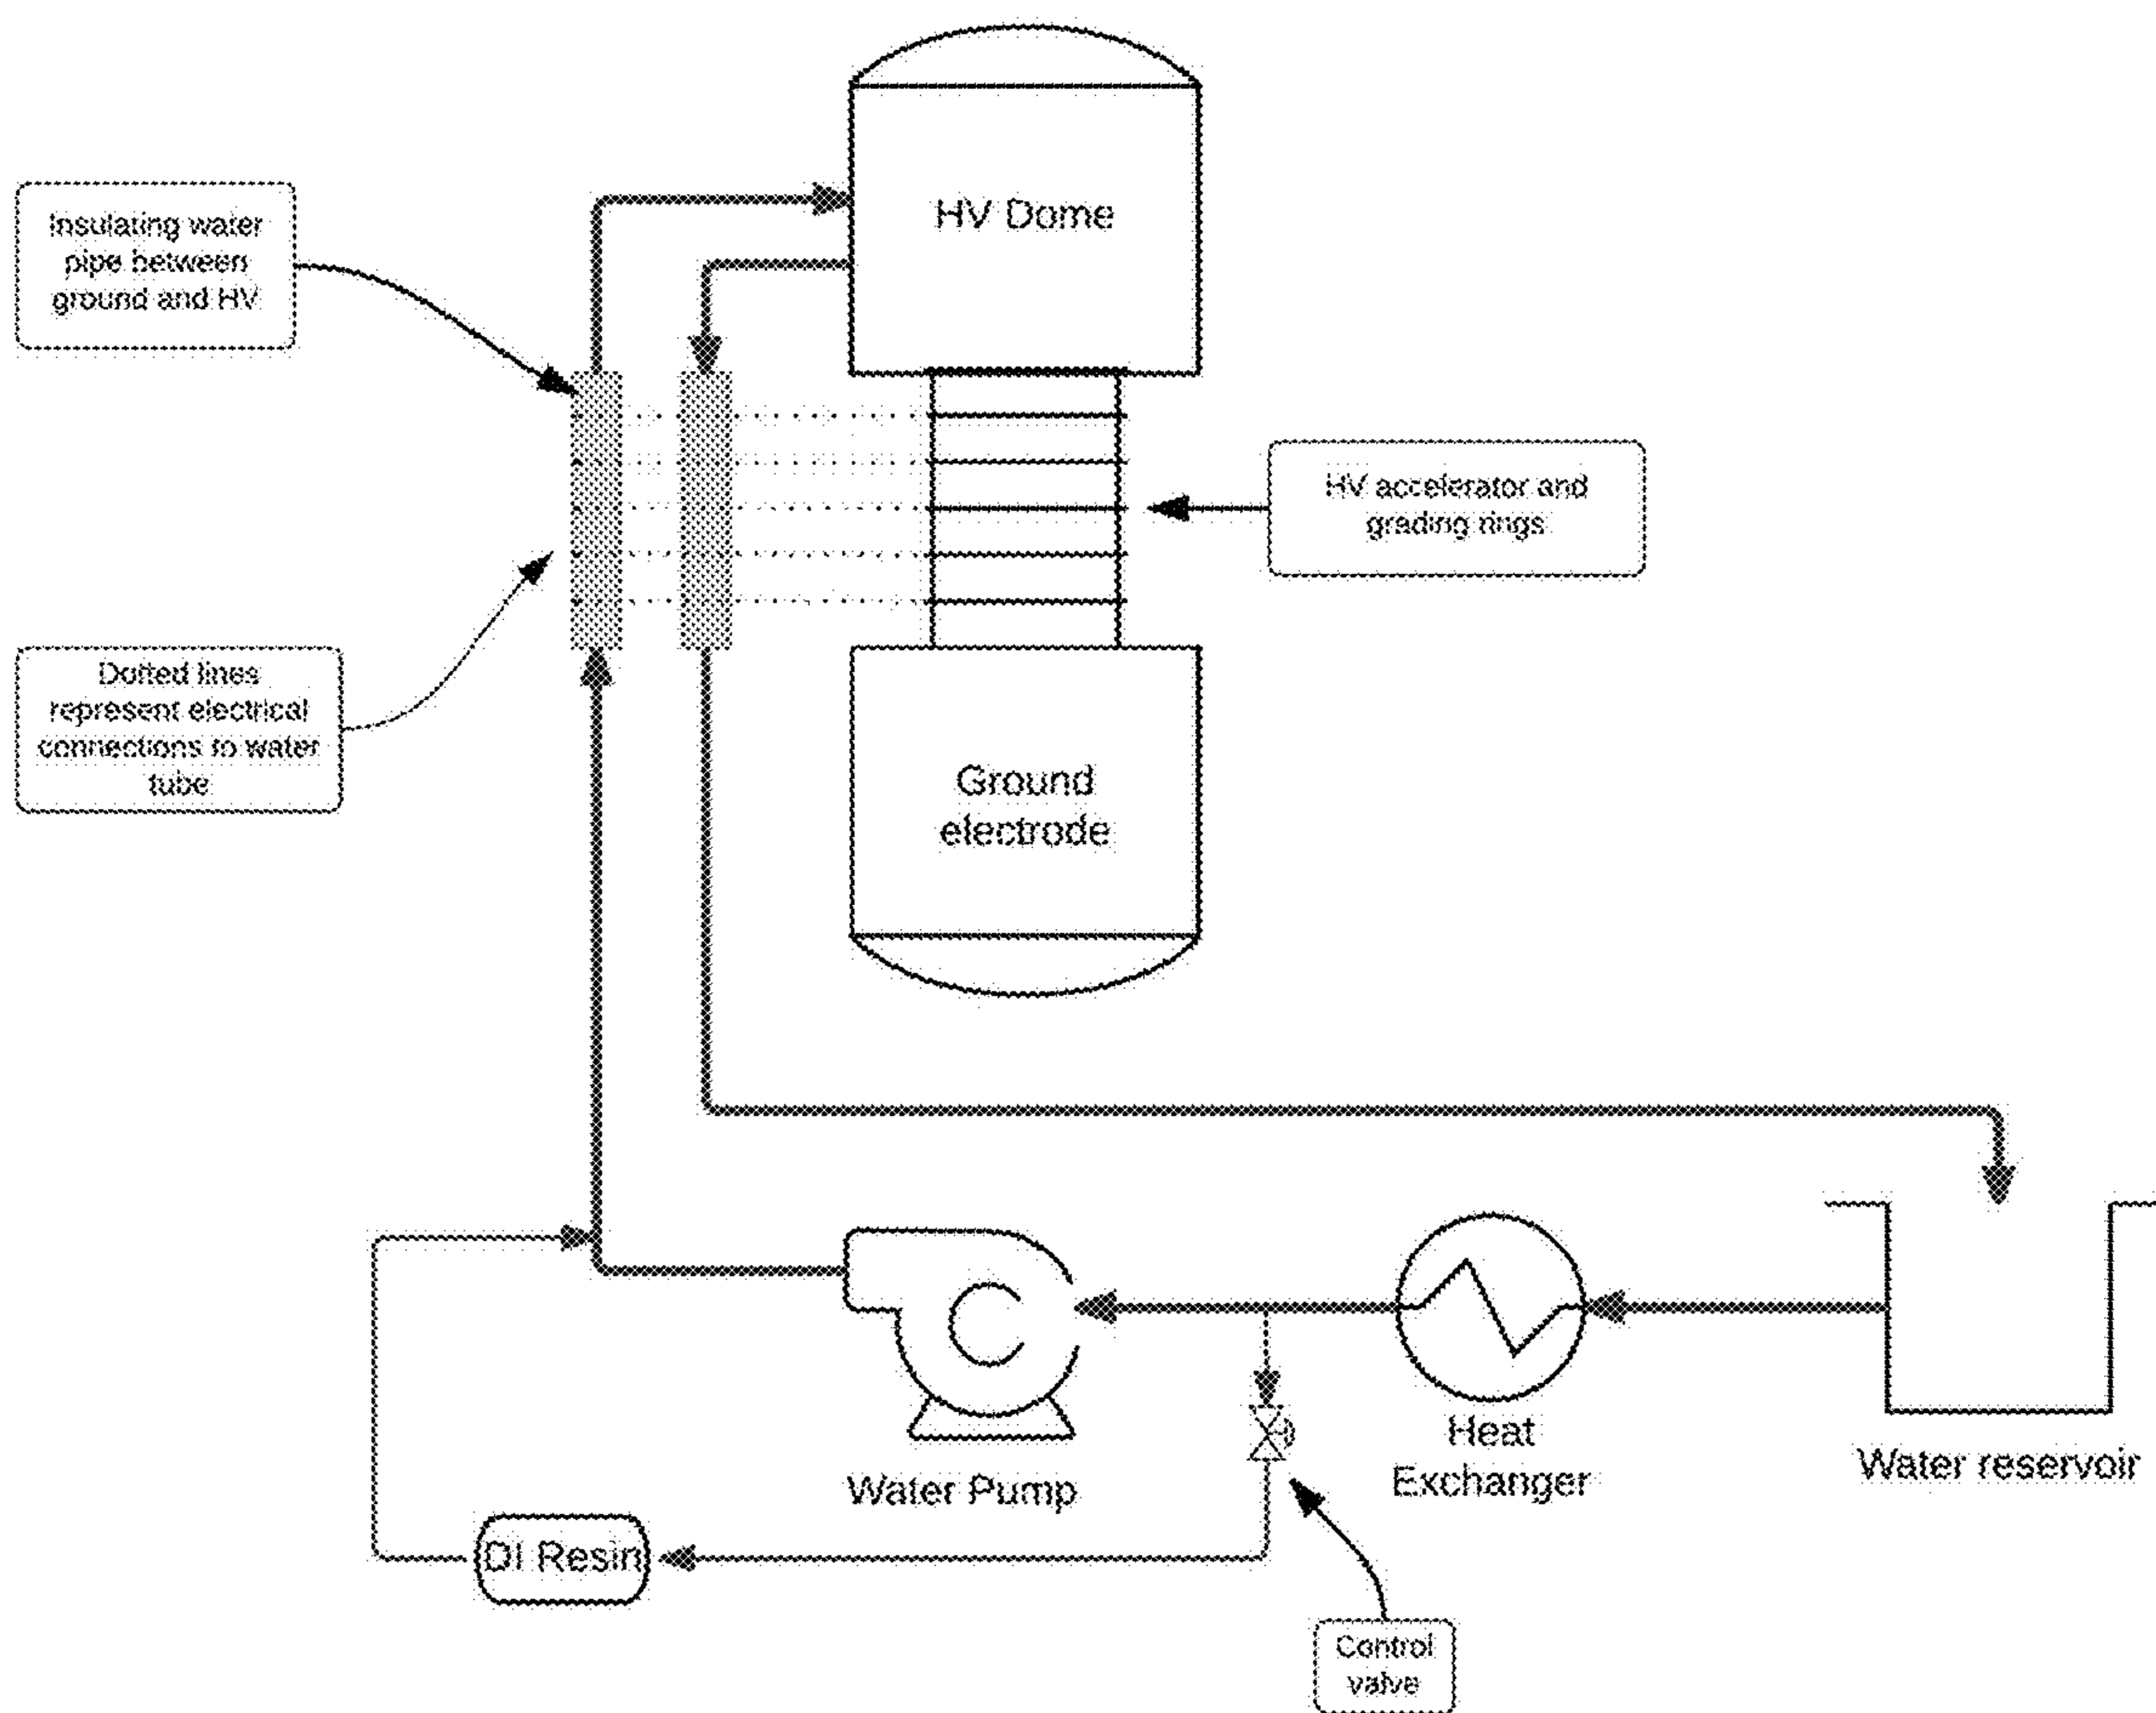 HV Dome
Insulating water
pipe between
ground and HV
HV accelerator and
grading rings
Dotted lines
represent electrical
connections to water
tube
Ground
electrode
Heat
Exchanger
Water reservoir
Water Pump
DI Resin
Control
valve